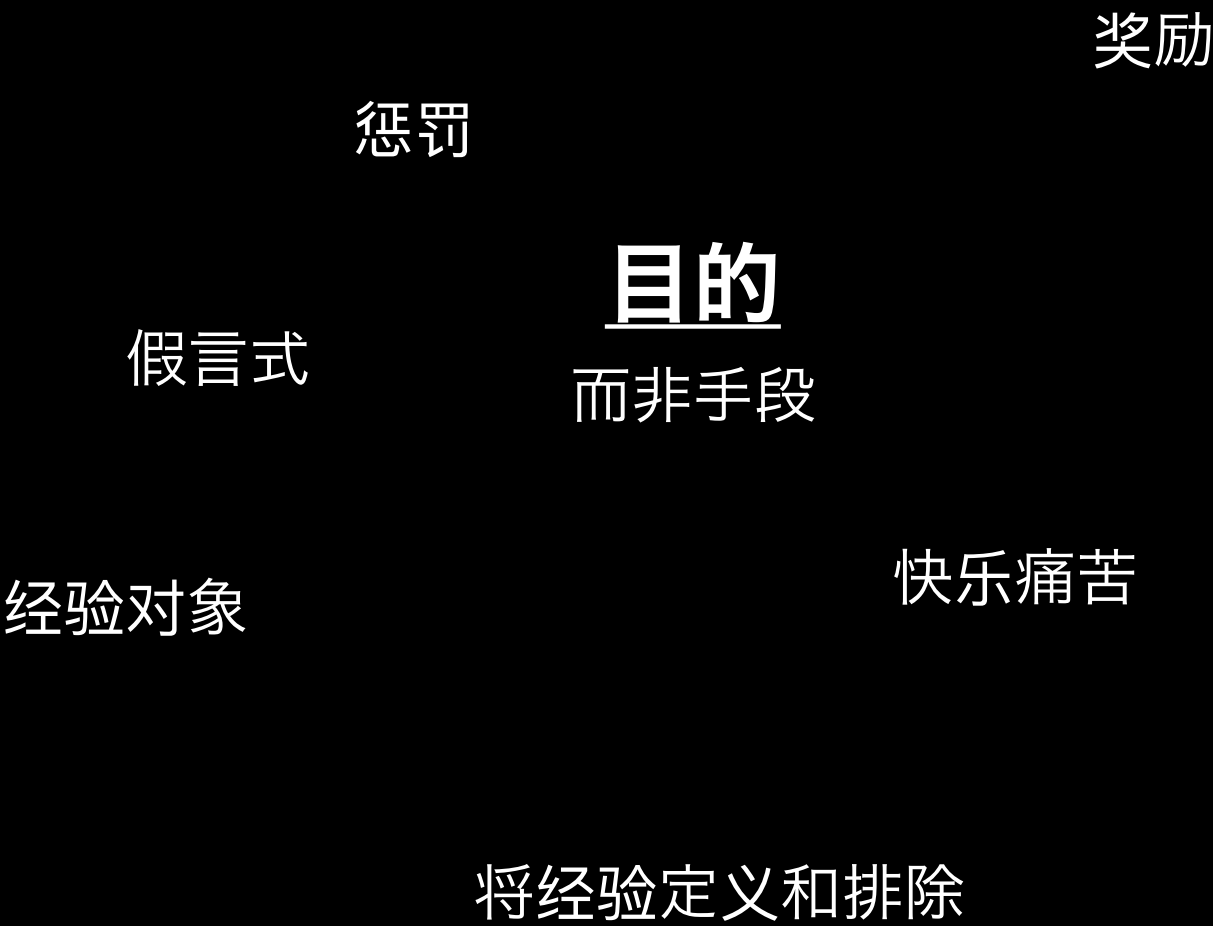 奖励
惩罚
目的
假言式
而非手段
快乐痛苦
经验对象
将经验定义和排除